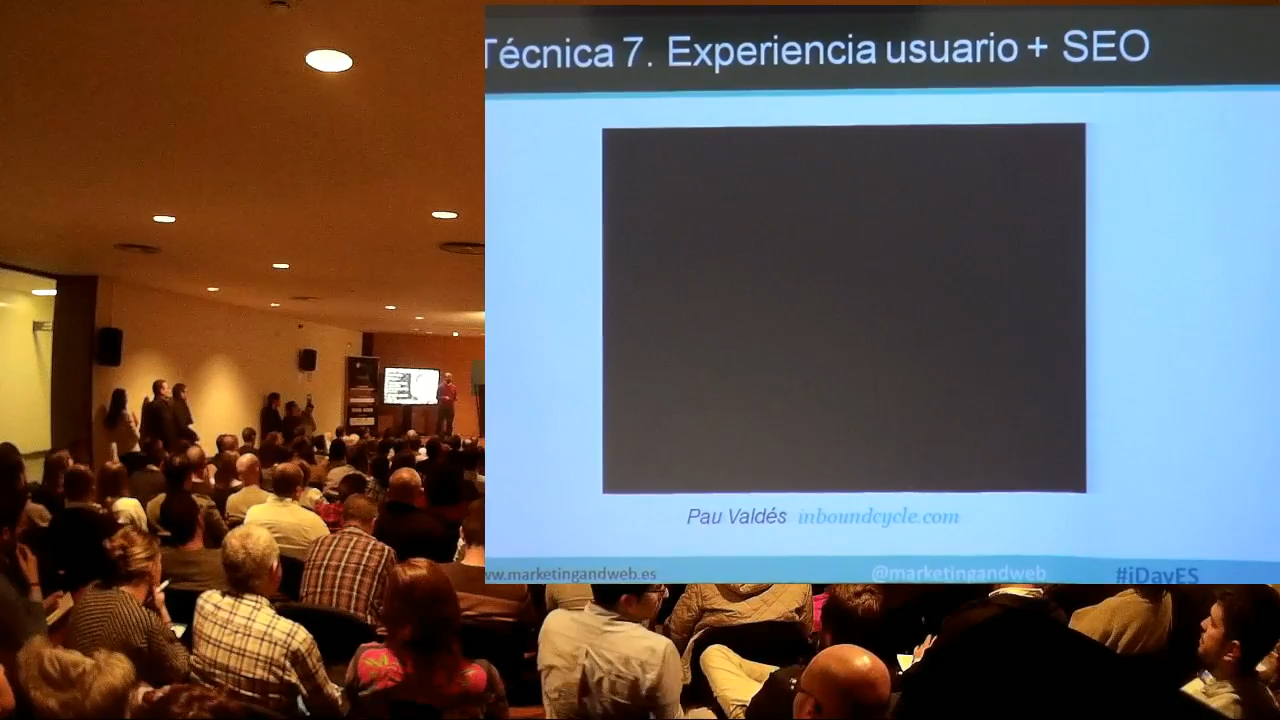 Técnica 7. Experiencia usuario + SEO
Pau Valdés inboundcycle.com
ww.marketingandweb.es @marketingandweb #iDayES